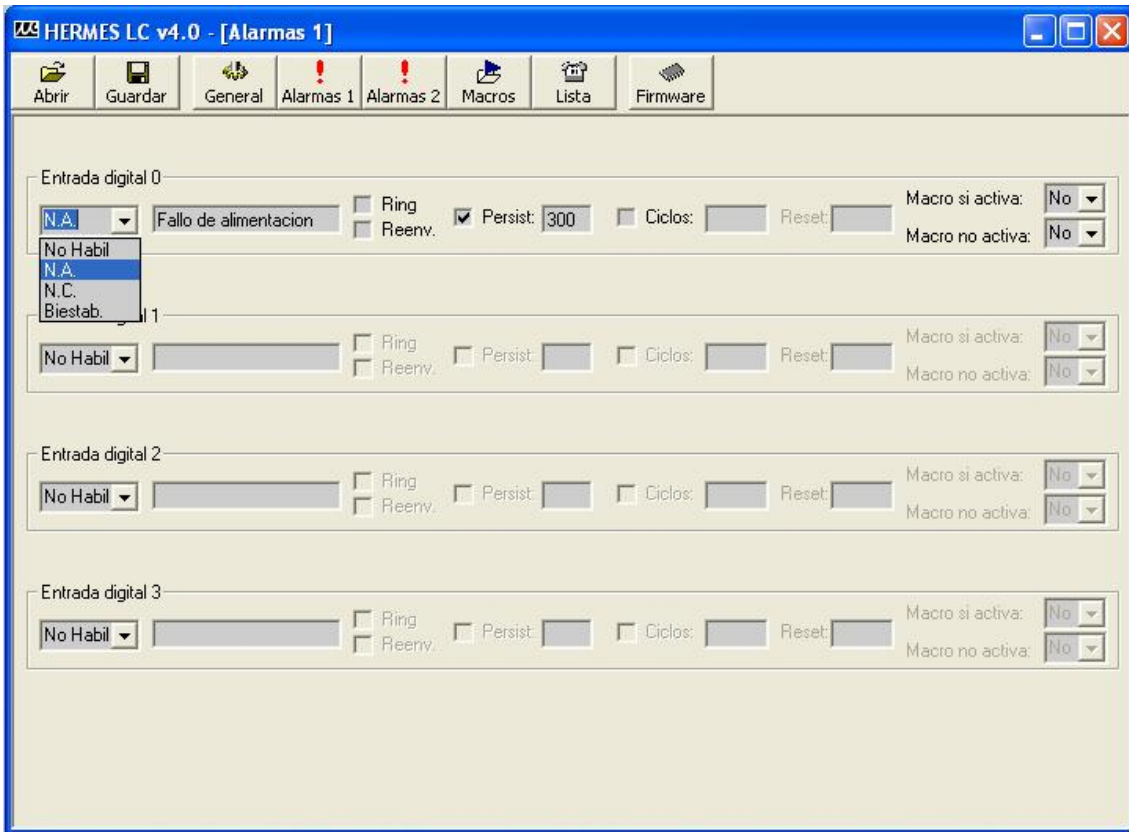 HERMES LC v4.0 - [Alarmas 1]
Abrir Guardar General Alarmas 1 Alarmas 2 Macros Lista Firmware
Entrada digital 0
N.A. Fallo de alimentacion Ring Reenv. Persist: 300 Ciclos: Reset: Macro si activa: No
Macro no activa: No
No Habil
N.A.
N.C.
Biestab.
1
No Habil Ring Reenv. Persist: Ciclos: Reset: Macro si activa: No
Macro no activa: No
Entrada digital 2
No Habil Ring Reenv. Persist: Ciclos: Reset: Macro si activa: No
Macro no activa: No
Entrada digital 3
No Habil Ring Reenv. Persist: Ciclos: Reset: Macro si activa: No
Macro no activa: No